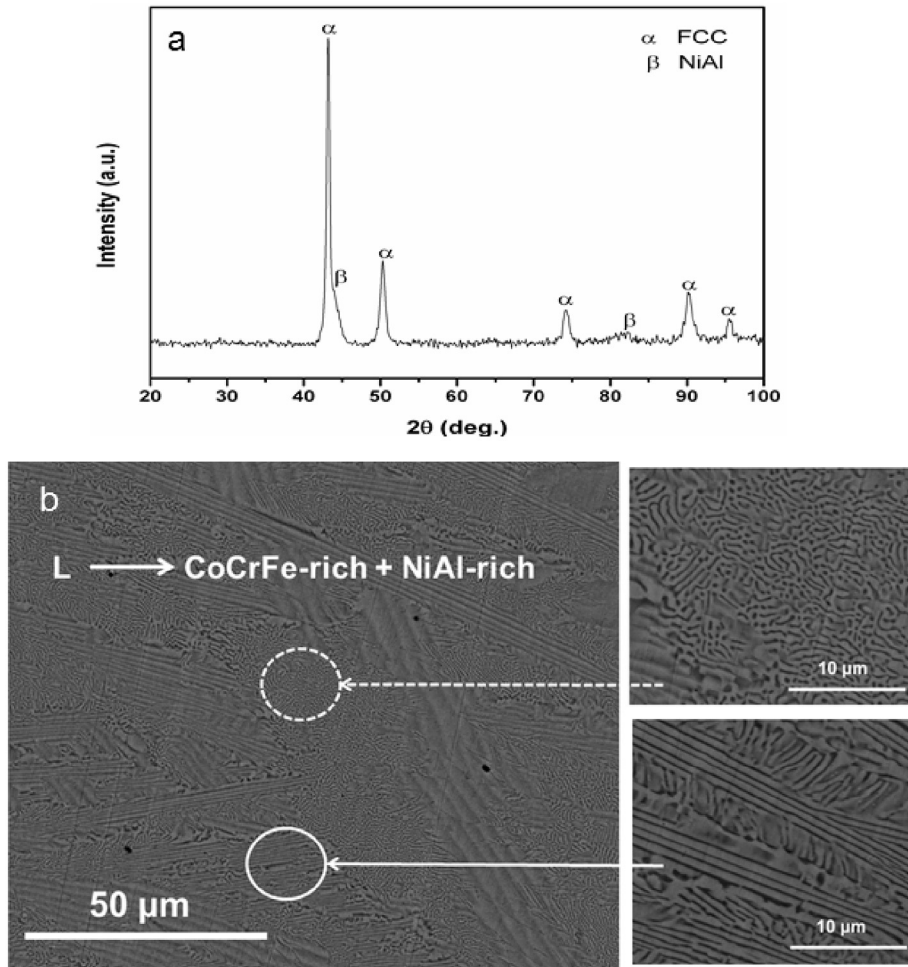 a
α FCC
β NiAl
α
β
α
α
β
α
α
Intensity (a.u.)
20 30 40 50 60 70 80 90 100
2θ (deg.)
b
L → CoCrFe-rich + NiAl-rich
50 μm
10 μm
10 μm